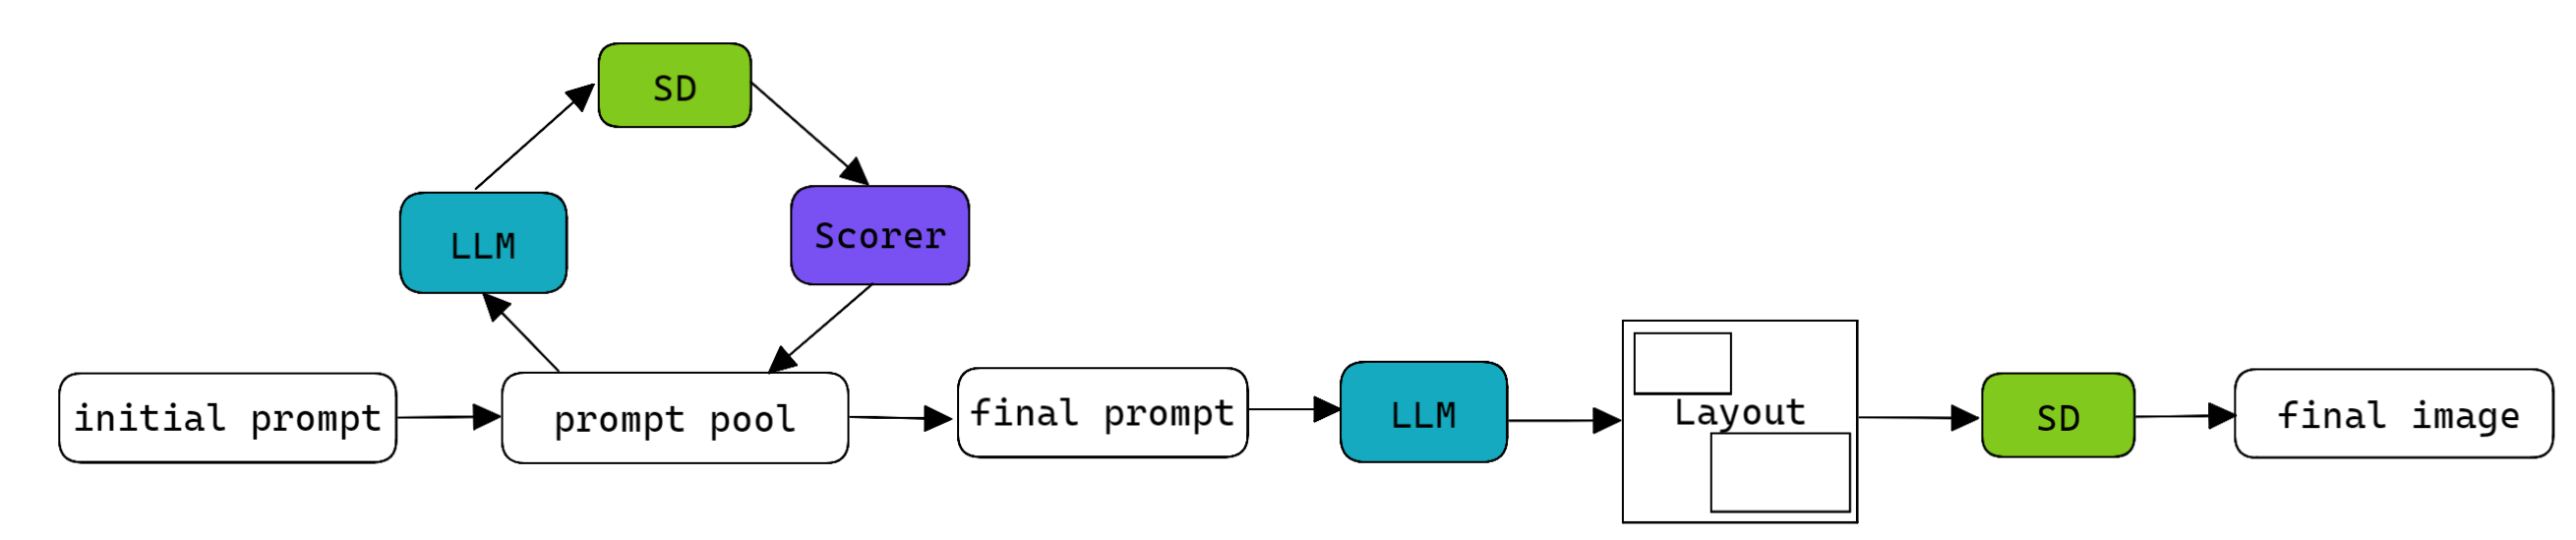 SD
LLM
Scorer
initial prompt
prompt pool
final prompt
LLM
Layout
SD
final image